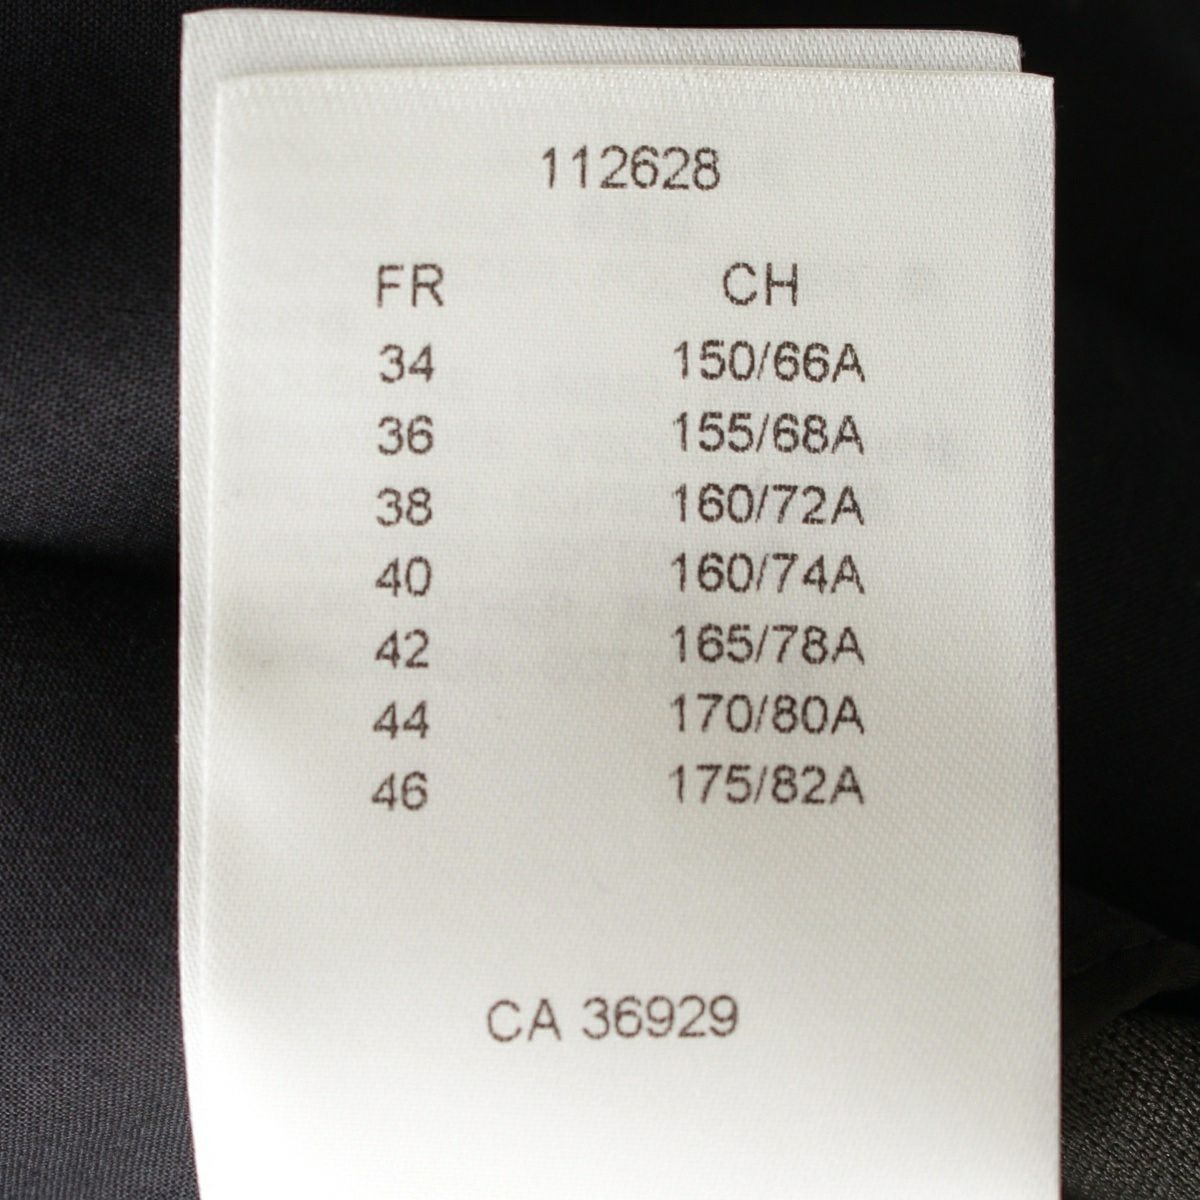 112628
FR CH
34 150/66A
36 155/68A
38 160/72A
40 160/74A
42 165/78A
44 170/80A
46 175/82A
CA 36929